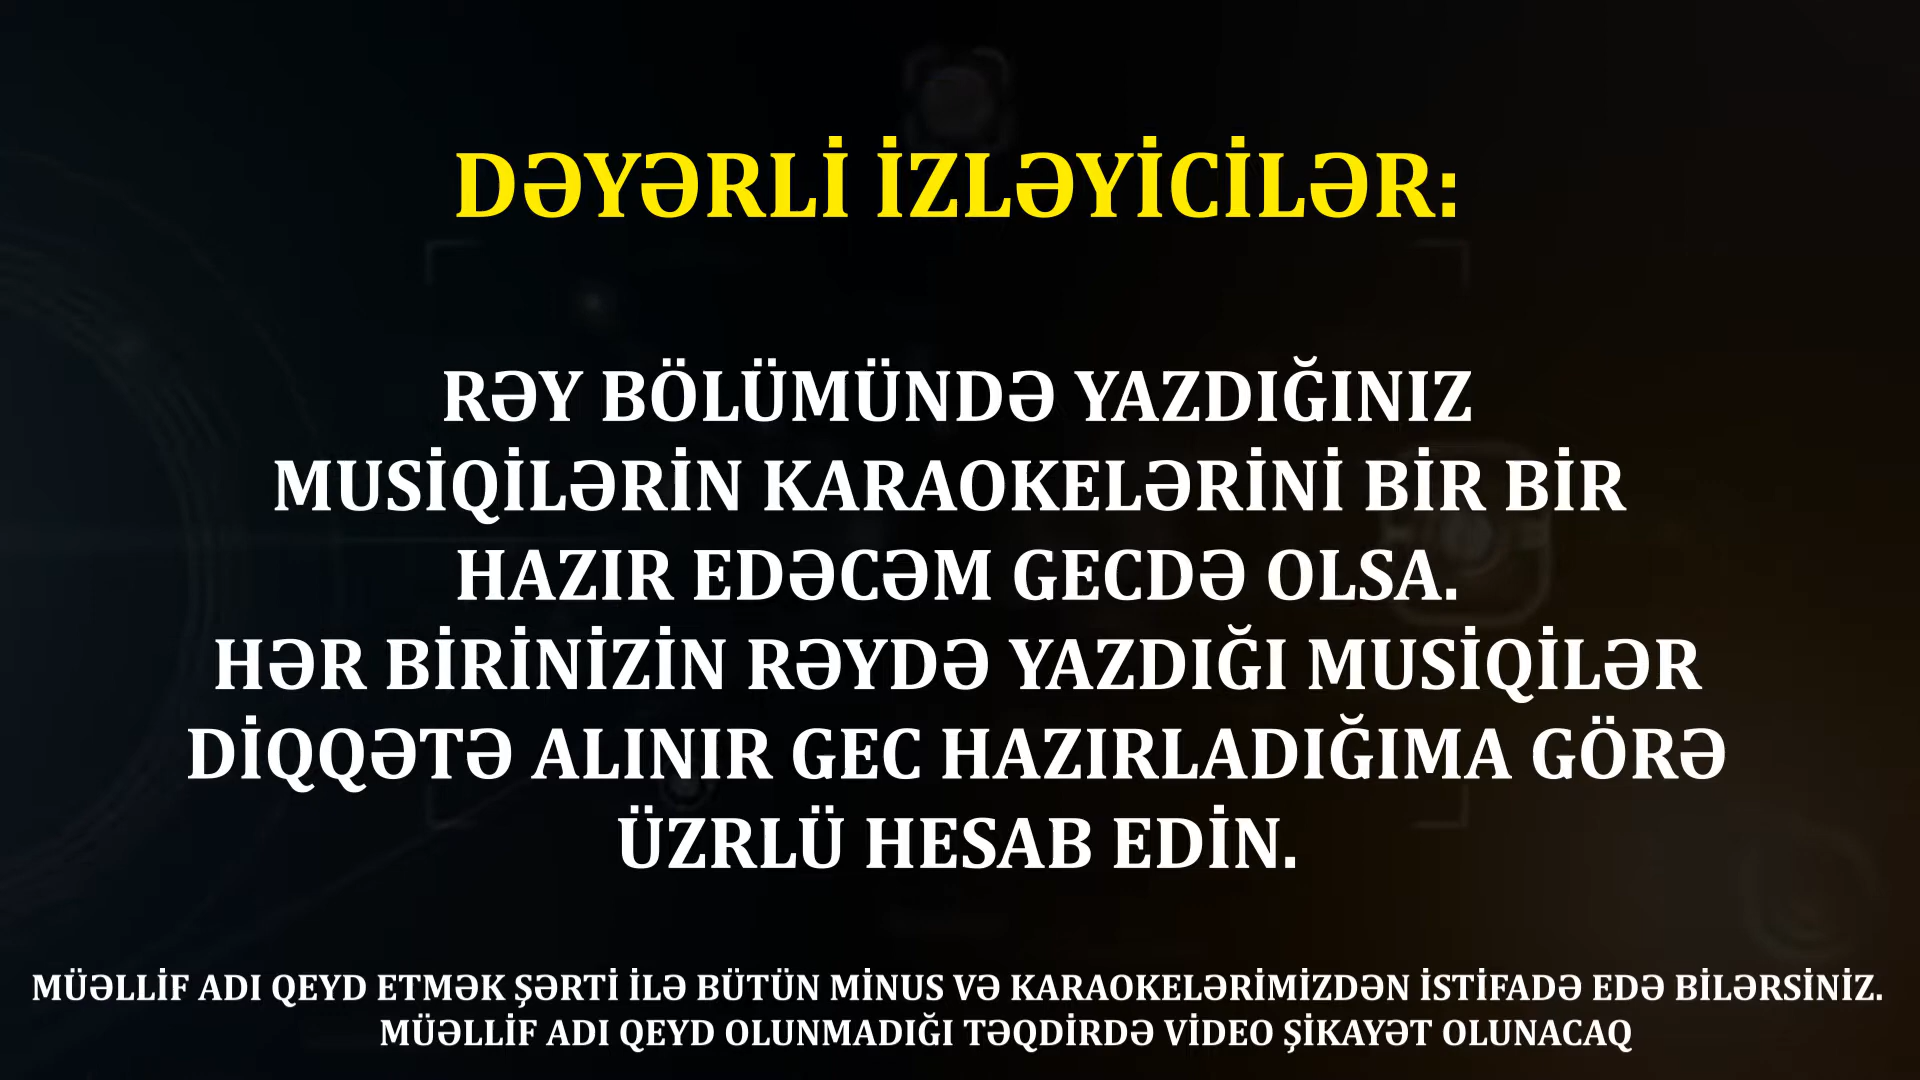 DƏYƏRLİ İZLƏYİCİLƏR:
RƏY BÖLÜMÜNDƏ YAZDIĞINIZ
MUSİQİLƏRİN KARAOKELƏRİNİ BİR BİR
HAZIR EDƏCƏM GECDƏ OLSA.
HƏR BİRİNİZİN RƏYDƏ YAZDIĞI MUSİQİLƏR
DİQQƏTƏ ALINIR GEC HAZIRLADIĞIMA GÖRƏ
ÜZRLÜ HESAB EDİN.
MÜƏLLİF ADI QEYD ETMƏK ŞƏRTİ İLƏ BÜTÜN MİNUS VƏ KARAOKELƏRİMİZDƏN İSTİFADƏ EDƏ BİLƏRSİNİZ.
MÜƏLLİF ADI QEYD OLUNMADIĞI TƏQDİRDƏ VİDEO ŞİKAYƏT OLUNACAQ